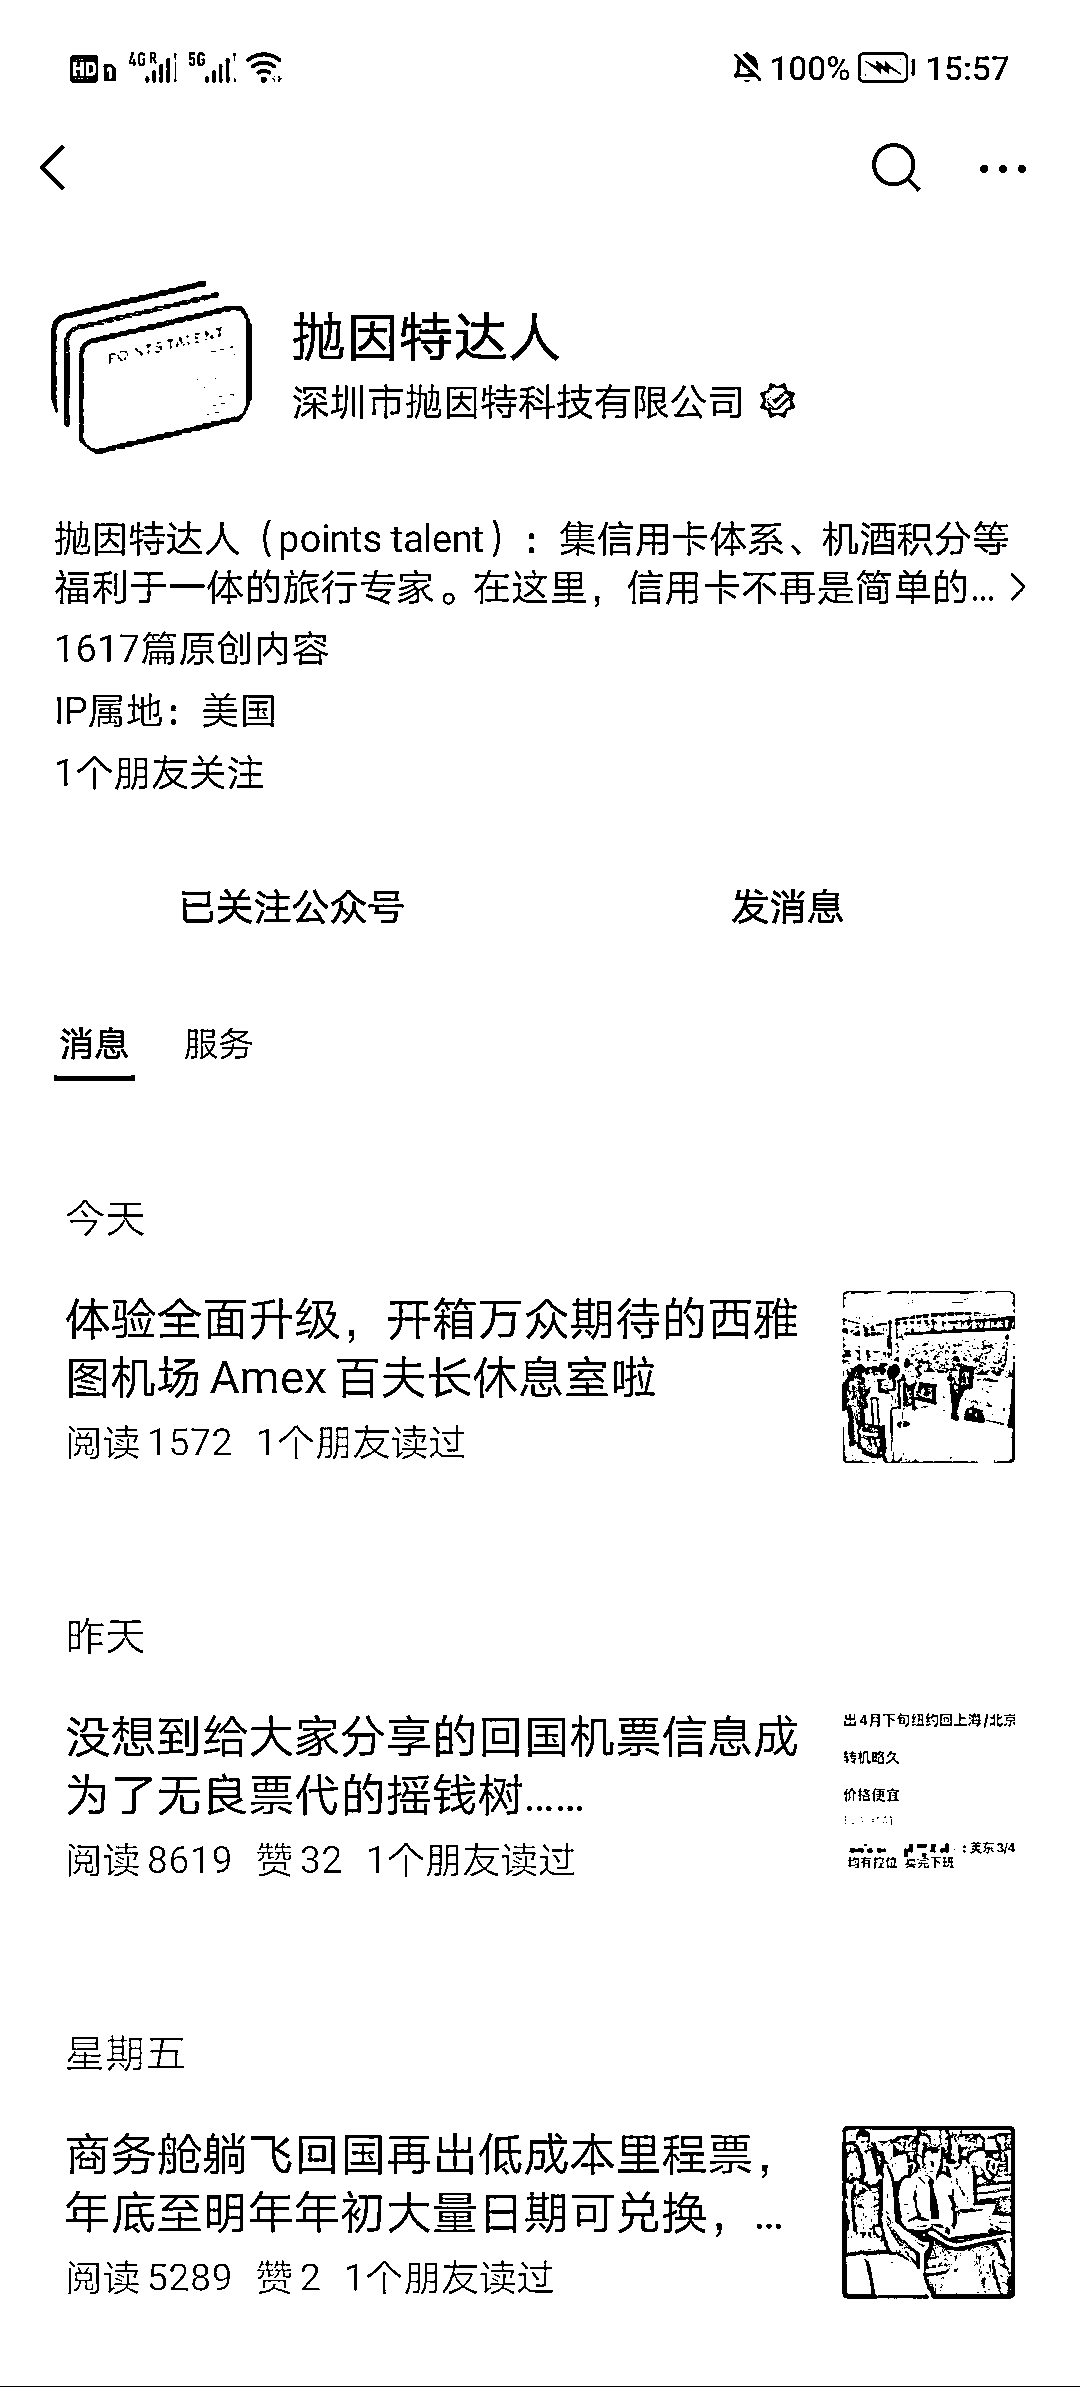 HD 4G R 5G 100% 15:57
POINTS TALENT
抛因特达人
深圳市抛因特科技有限公司
抛因特达人（points talent）：集信用卡体系、机酒积分等
福利于一体的旅行专家。在这里，信用卡不再是简单的...
1617篇原创内容
IP属地：美国
1个朋友关注
已关注公众号 发消息
消息 服务
今天
体验全面升级，开箱万众期待的西雅
图机场 Amex 百夫长休息室啦
阅读 1572 1个朋友读过
昨天
没想到给大家分享的回国机票信息成
为了无良票代的摇钱树......
阅读 8619 赞 32 1个朋友读过
出4月下旬纽约回上海/北京
转机略久
价格便宜
：美东3/4
均有控位 卖完下班
星期五
商务舱躺飞回国再出低成本里程票，
年底至明年年初大量日期可兑换，...
阅读 5289 赞 2 1个朋友读过